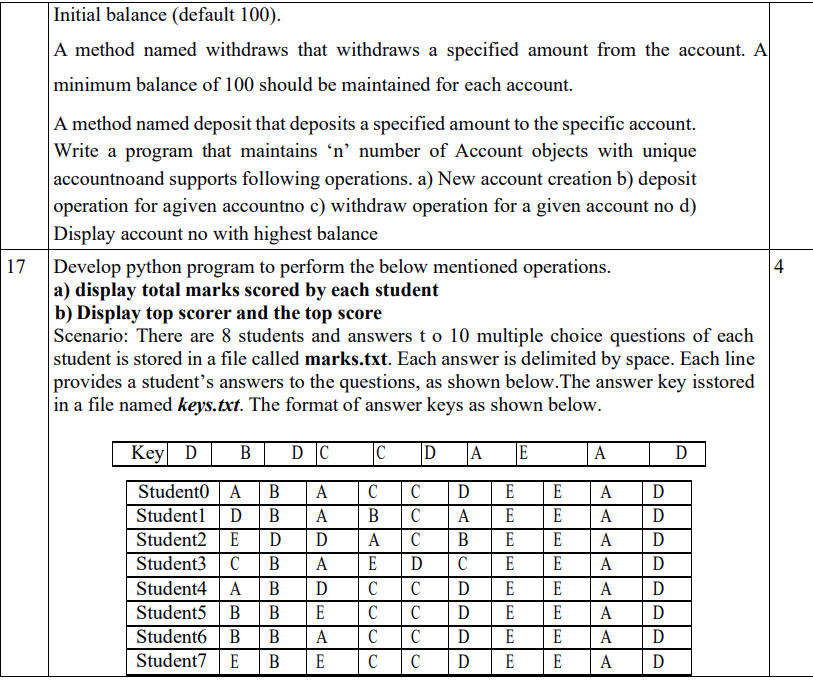 Initial balance (default 100).
A method named withdraws that withdraws a specified amount from the account. A
minimum balance of 100 should be maintained for each account.
A method named deposit that deposits a specified amount to the specific account.
Write a program that maintains ‘n’ number of Account objects with unique
accountnoand supports following operations. a) New account creation b) deposit
operation for agiven accountno c) withdraw operation for a given account no d)
Display account no with highest balance
17 Develop python program to perform the below mentioned operations. 4
a) display total marks scored by each student
b) Display top scorer and the top score
Scenario: There are 8 students and answers t o 10 multiple choice questions of each
student is stored in a file called marks.txt. Each answer is delimited by space. Each line
provides a student’s answers to the questions, as shown below.The answer key isstored
in a file named keys.txt. The format of answer keys as shown below.
Key D B D C C D A E A D
Student0 A B A C C D E E A D
Student1 D B A B C A E E A D
Student2 E D D A C B E E A D
Student3 C B A E D C E E A D
Student4 A B D C C D E E A D
Student5 B B E C C D E E A D
Student6 B B A C C D E E A D
Student7 E B E C C D E E A D